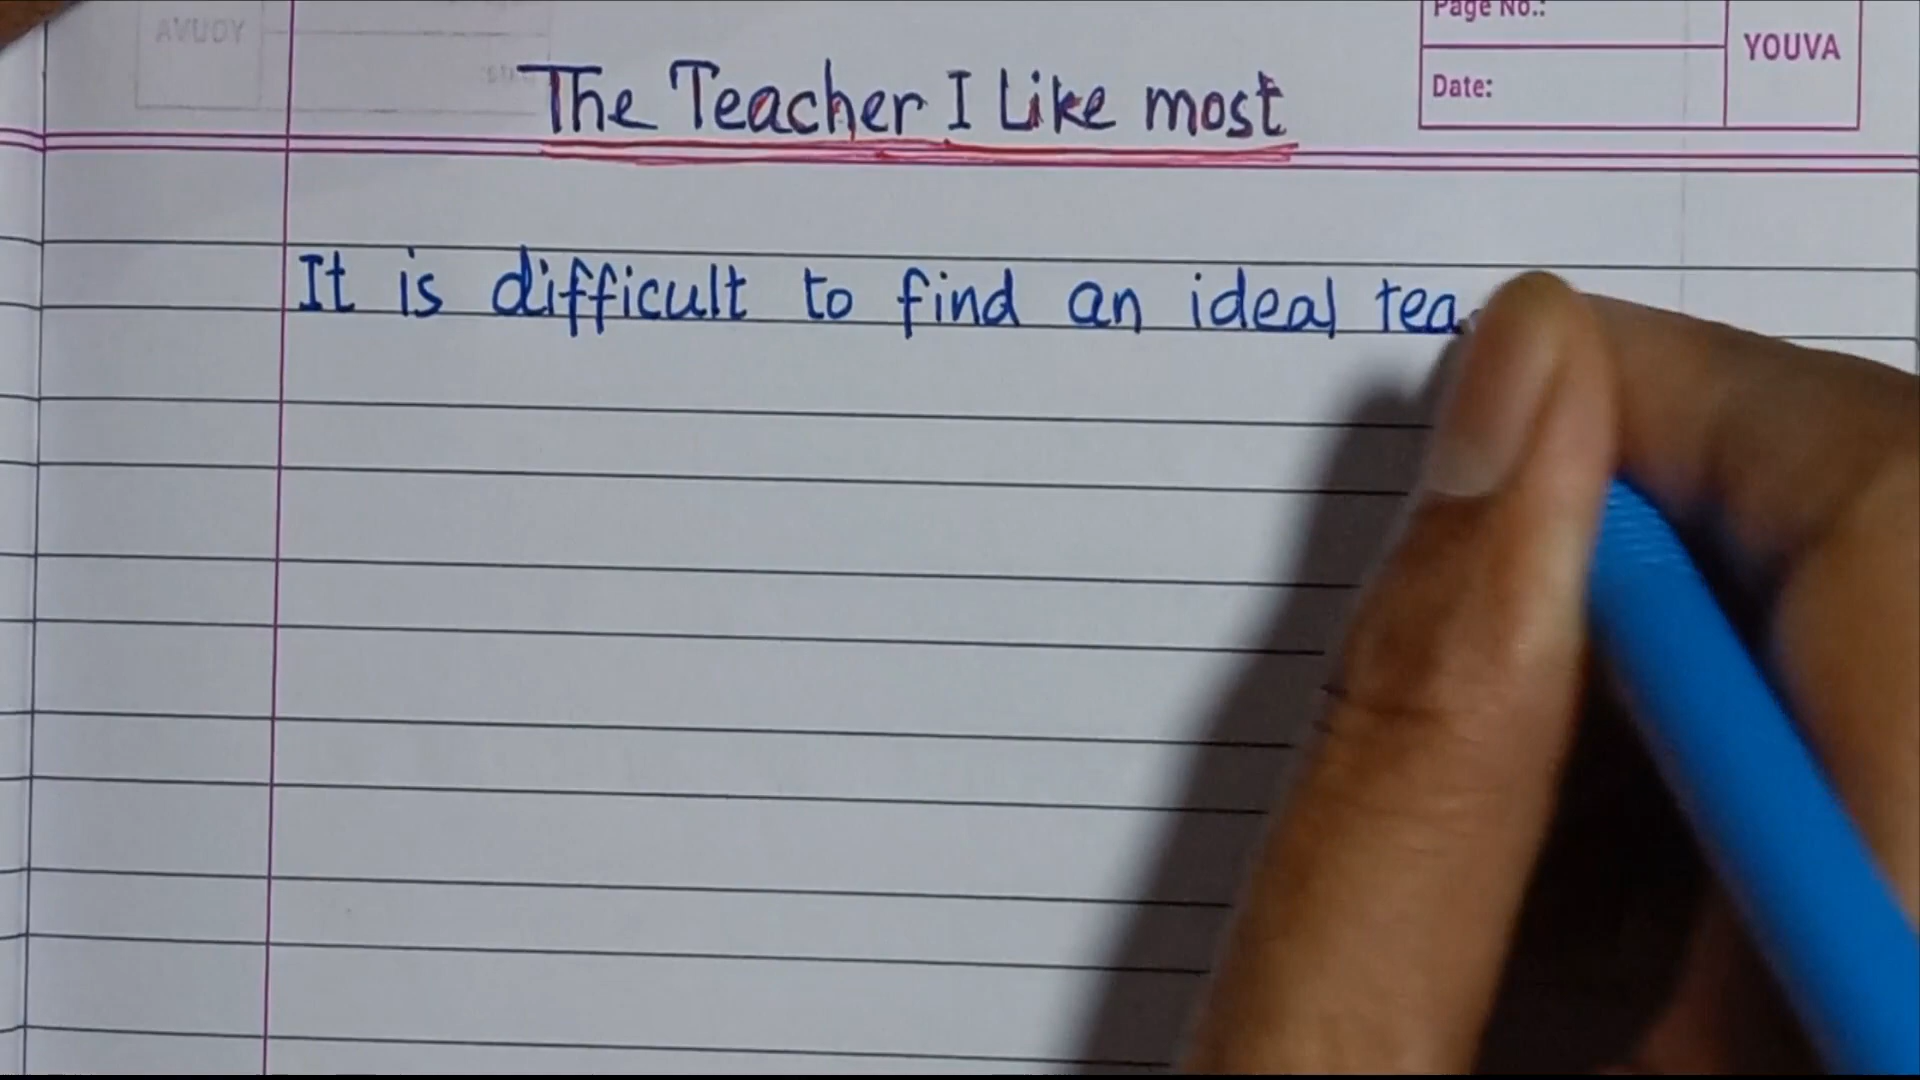 Page No.:
YOUVA
Date:
The Teacher I Like most
It is difficult to find an ideal tea